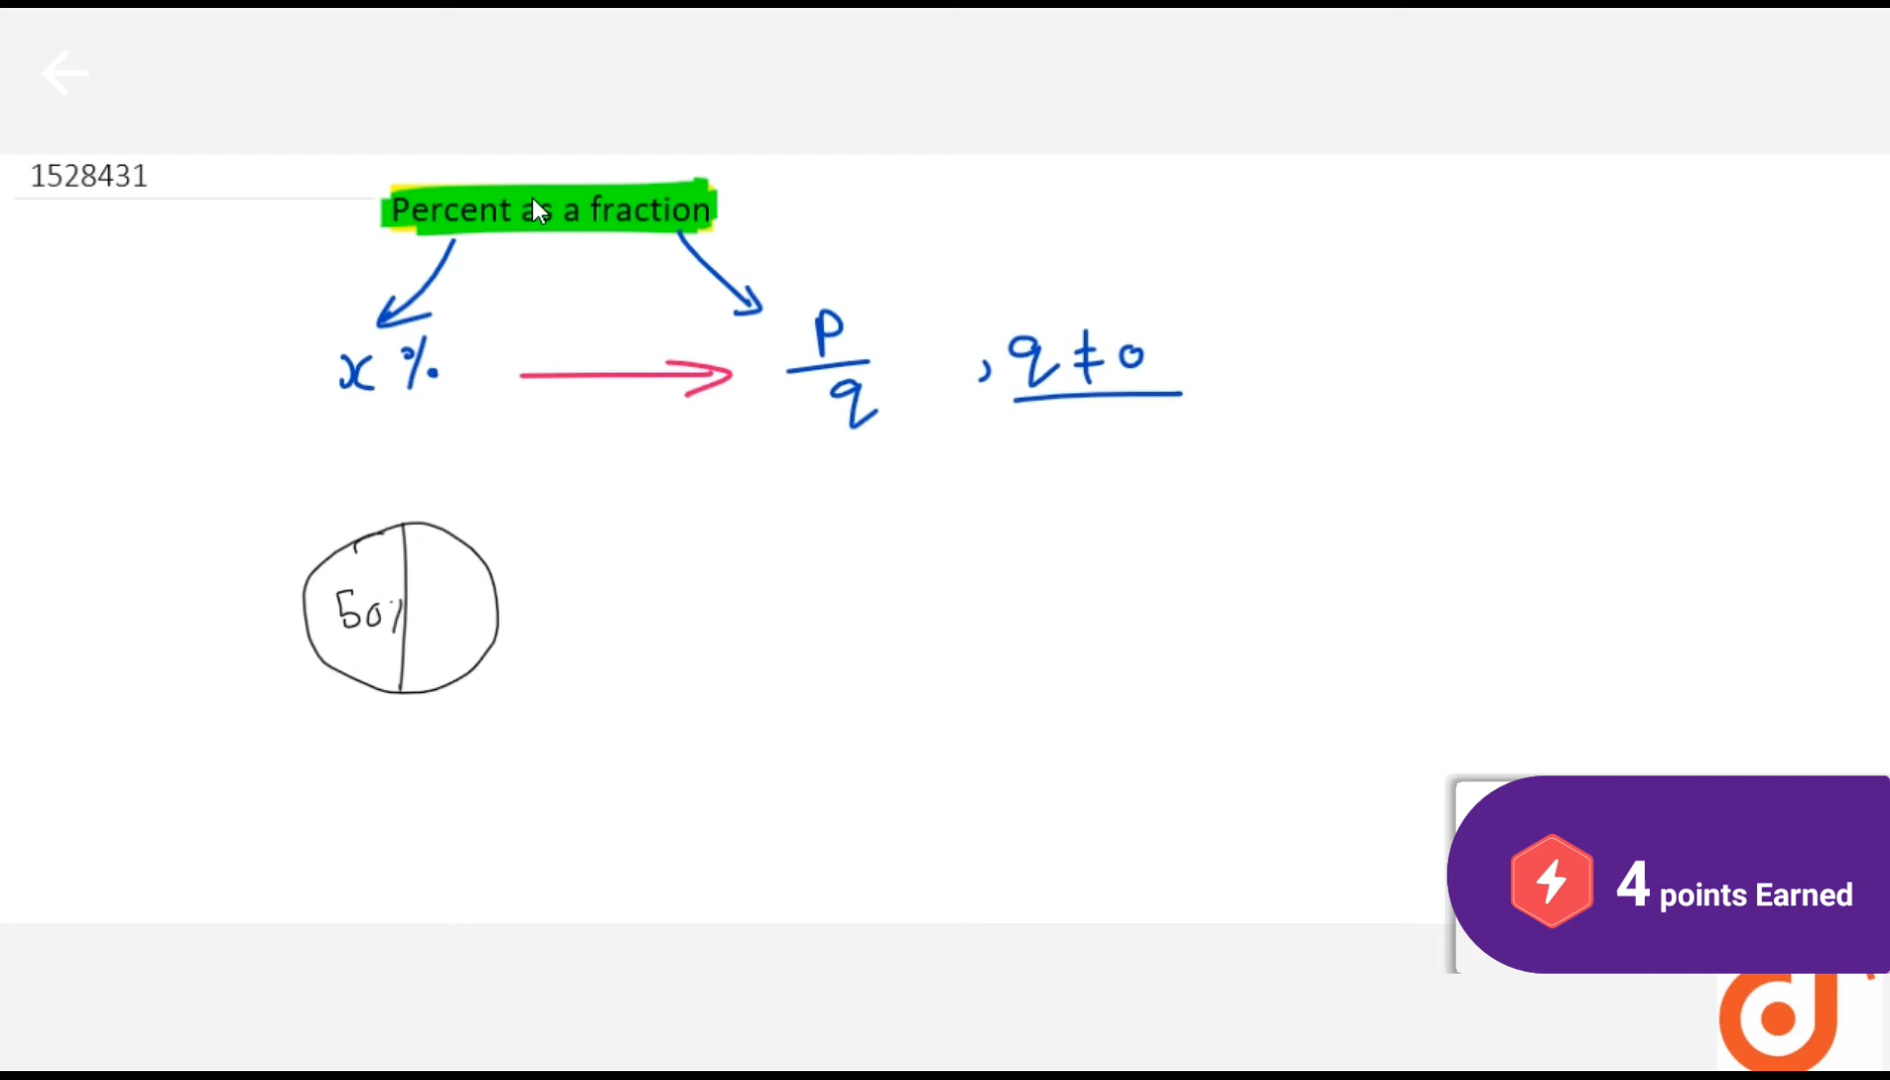 1528431
Percent as a fraction
x % p/q , q ≠ 0
50%
4 points Earned